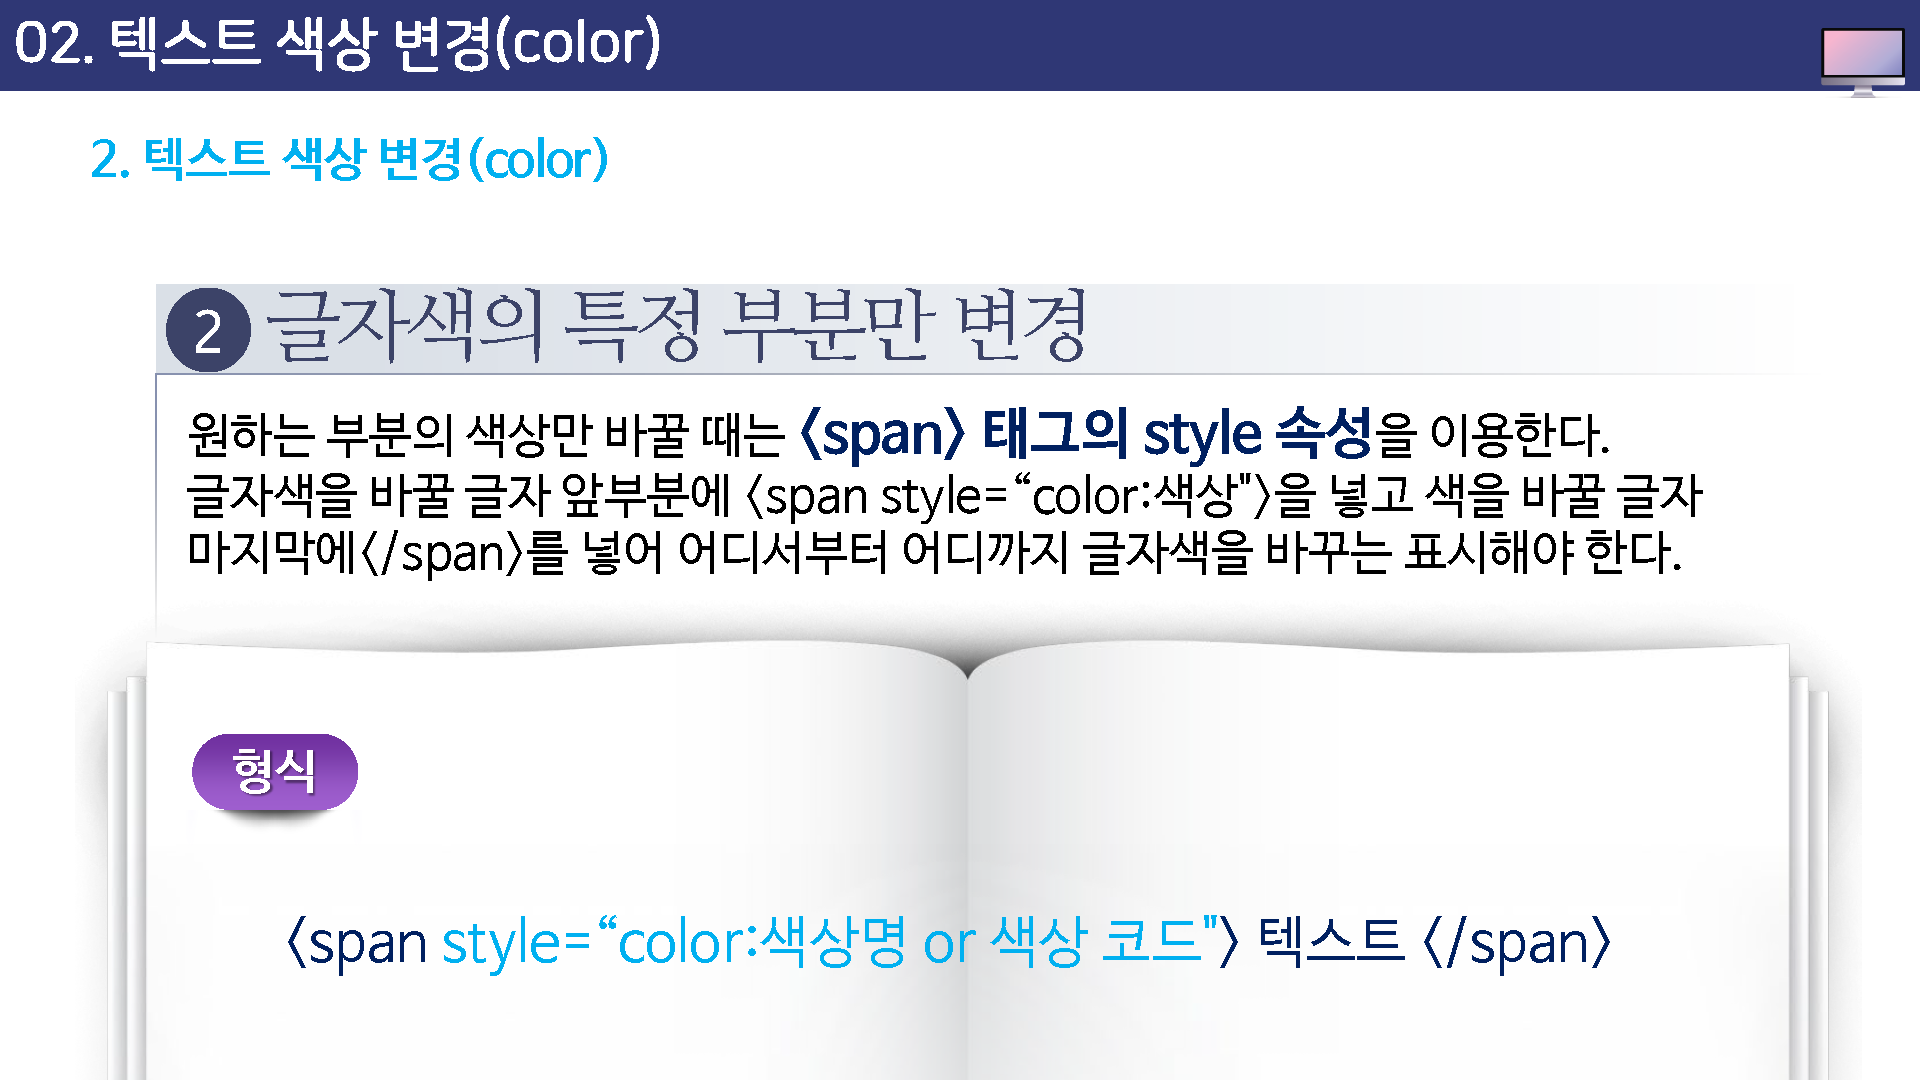 02. 텍스트 색상 변경(color)
2. 텍스트 색상 변경(color)
2 글자색의 특정 부분만 변경
원하는 부분의 색상만 바꿀 때는 <span> 태그의 style 속성을 이용한다.
글자색을 바꿀 글자 앞부분에 <span style=“color:색상">을 넣고 색을 바꿀 글자
마지막에</span>를 넣어 어디서부터 어디까지 글자색을 바꾸는 표시해야 한다.
형식
<span style=“color:색상명 or 색상 코드"> 텍스트 </span>